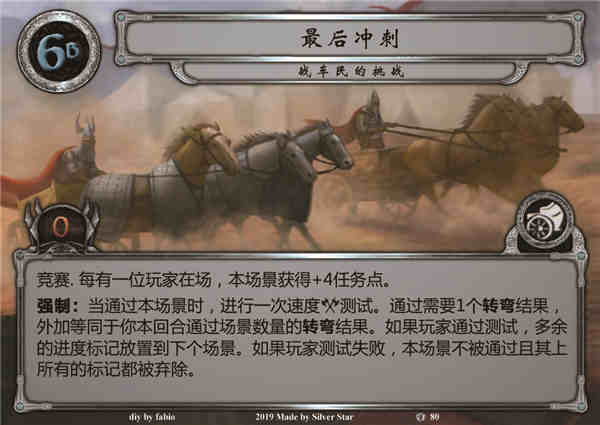 6B
最后冲刺
战车民的挑战
0
竞赛. 每有一位玩家在场，本场景获得+4任务点。
强制：当通过本场景时，进行一次速度测试。通过需要1个转弯结果，
外加等同于你本回合通过场景数量的转弯结果。如果玩家通过测试，多余
的进度标记放置到下个场景。如果玩家测试失败，本场景不被通过且其上
所有的标记都被弃除。
diy by fabio 2019 Made by Silver Star 80